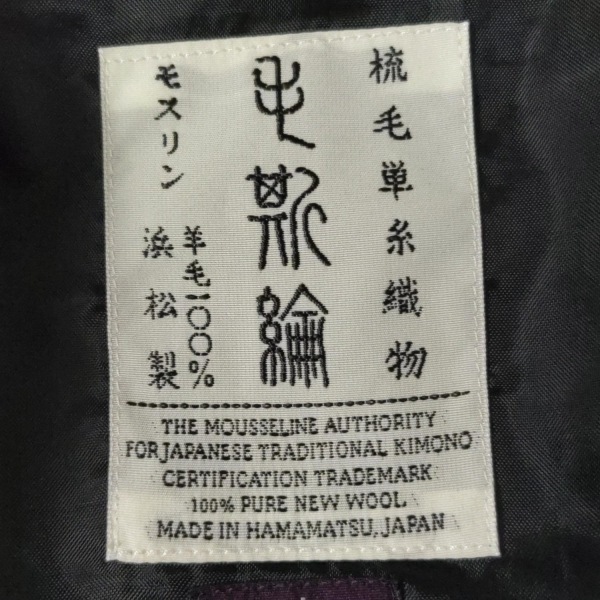 梳毛単糸織物
毛斯綸
モスリン
羊毛一〇〇%
浜松製
THE MOUSSELINE AUTHORITY
FOR JAPANESE TRADITIONAL KIMONO
CERTIFICATION TRADEMARK
100% PURE NEW WOOL
MADE IN HAMAMATSU, JAPAN